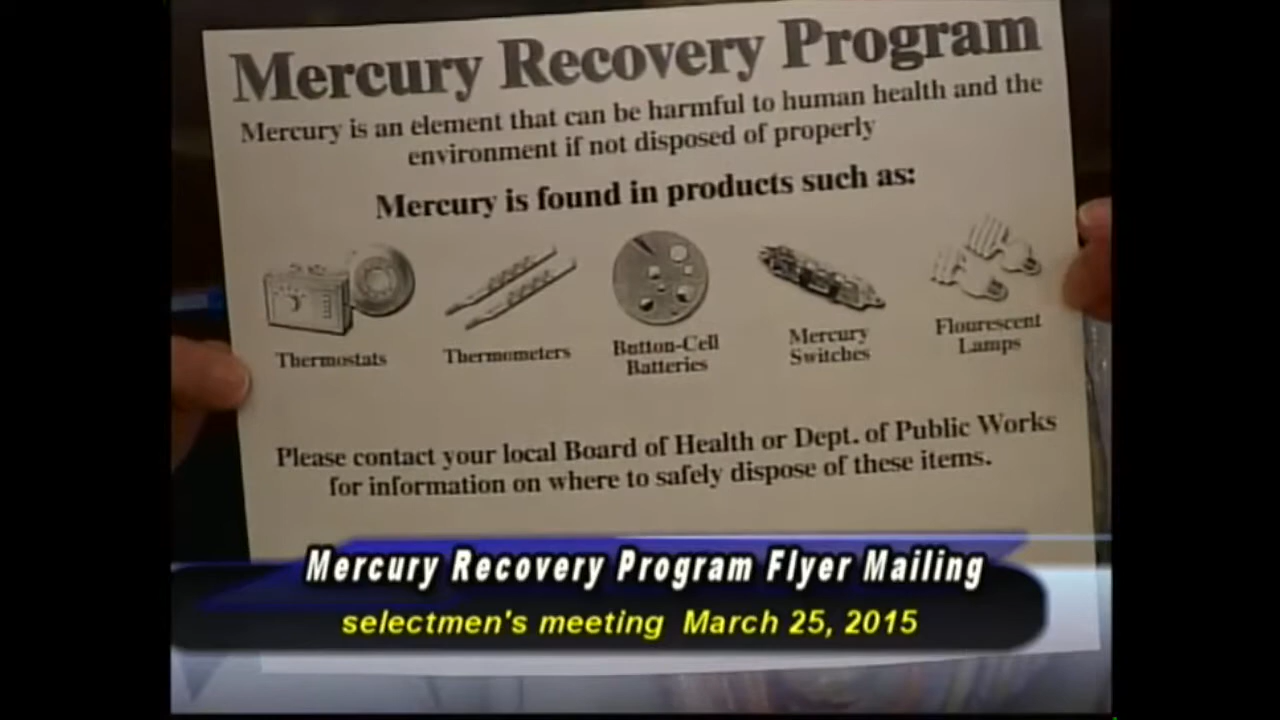 Mercury Recovery Program
Mercury is an element that can be harmful to human health and the
environment if not disposed of properly
Mercury is found in products such as:
Thermostats
Thermometers
Button-Cell
Batteries
Mercury
Switches
Flourescent
Lamps
Please contact your local Board of Health or Dept. of Public Works
for information on where to safely dispose of these items.
Mercury Recovery Program Flyer Mailing
selectmen's meeting March 25, 2015